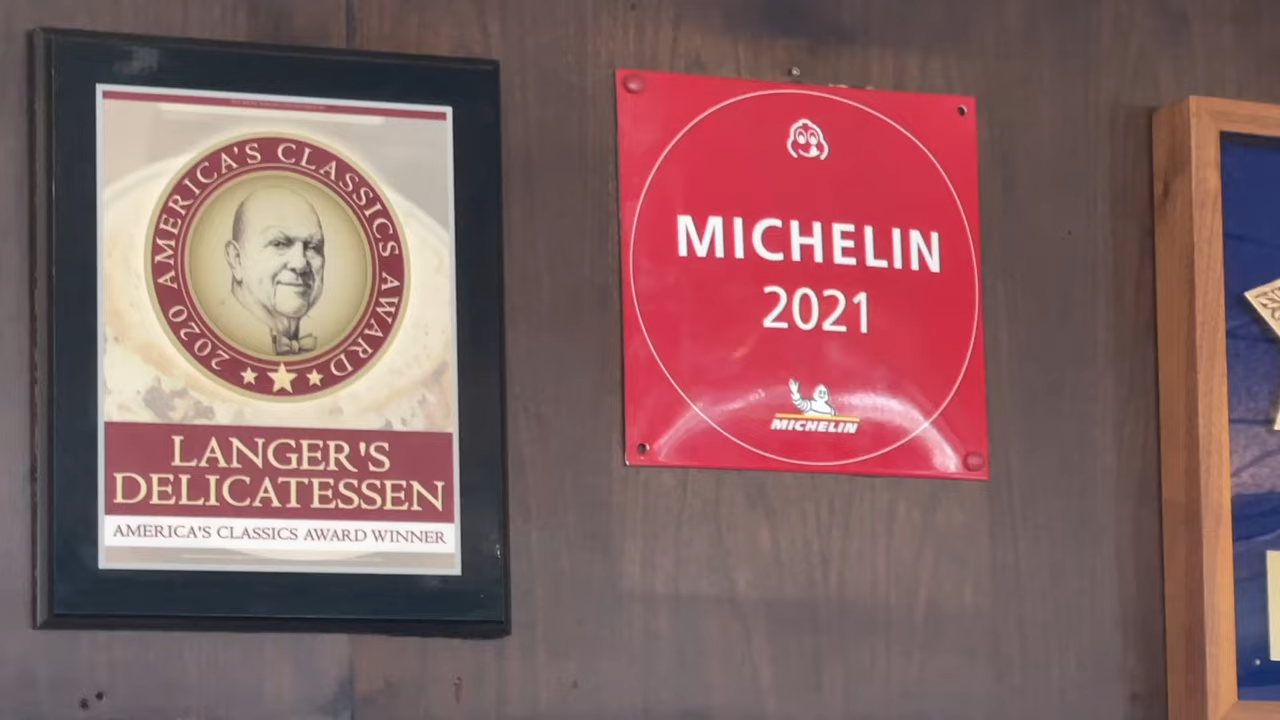 2020 AMERICA'S CLASSICS AWARD
LANGER'S
DELICATESSEN
AMERICA'S CLASSICS AWARD WINNER
MICHELIN
2021
MICHELIN